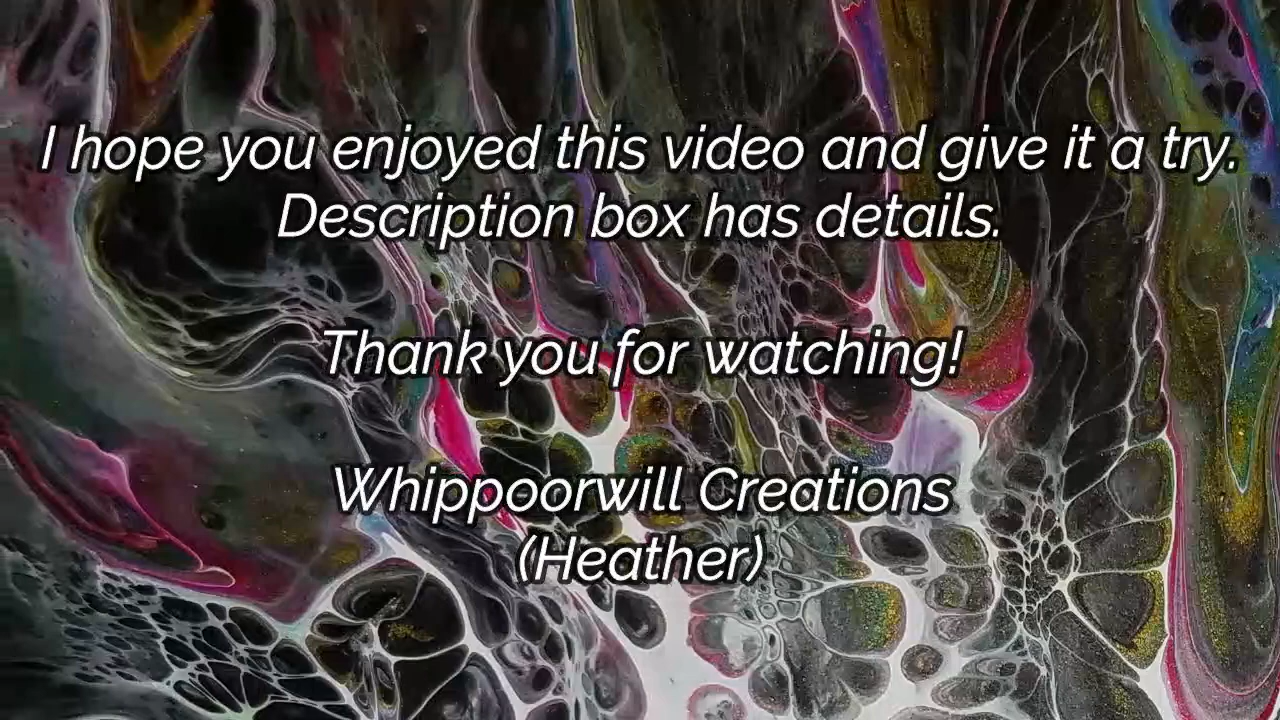 I hope you enjoyed this video and give it a try.
Description box has details.
Thank you for watching!
Whippoorwill Creations
(Heather)